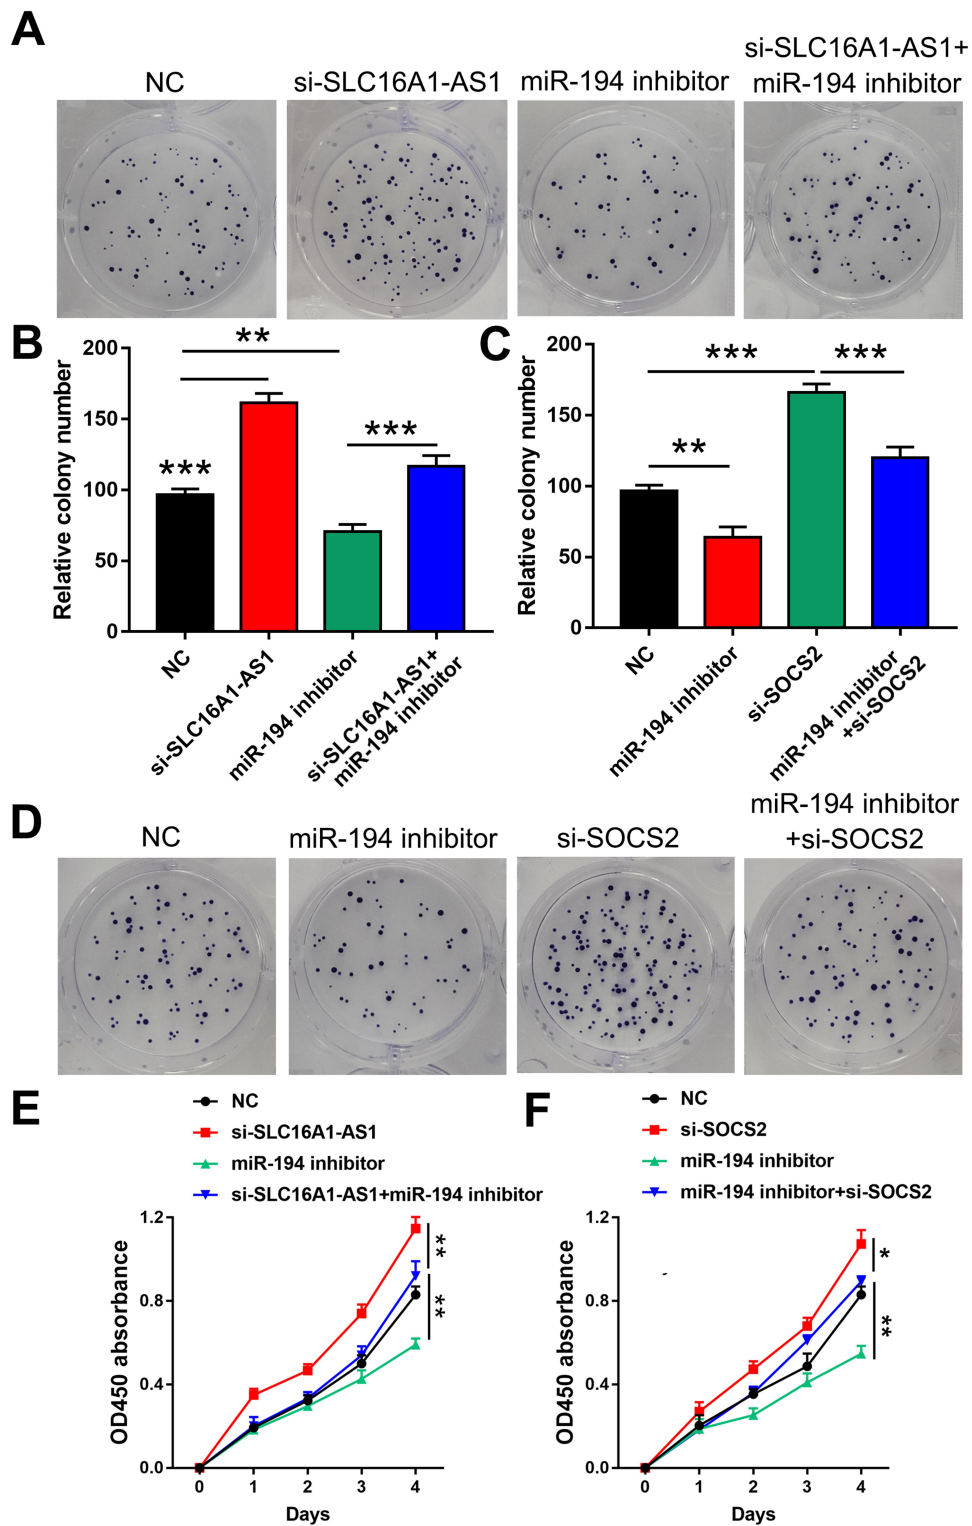 A
NC
si-SLC16A1-AS1
miR-194 inhibitor
si-SLC16A1-AS1+
miR-194 inhibitor
B
Relative colony number
200
150
100
50
0
**
***
***
NC
si-SLC16A1-AS1
miR-194 inhibitor
si-SLC16A1-AS1+
miR-194 inhibitor
C
Relative colony number
200
150
100
50
0
***
***
**
NC
miR-194 inhibitor
si-SOCS2
miR-194 inhibitor
+si-SOCS2
D
NC
miR-194 inhibitor
si-SOCS2
miR-194 inhibitor
+si-SOCS2
E
NC
si-SLC16A1-AS1
miR-194 inhibitor
si-SLC16A1-AS1+miR-194 inhibitor
OD450 absorbance
1.2
0.8
0.4
0.0
**
**
0 1 2 3 4
Days
F
NC
si-SOCS2
miR-194 inhibitor
miR-194 inhibitor+si-SOCS2
OD450 absorbance
1.2
0.8
0.4
0.0
*
**
0 1 2 3 4
Days